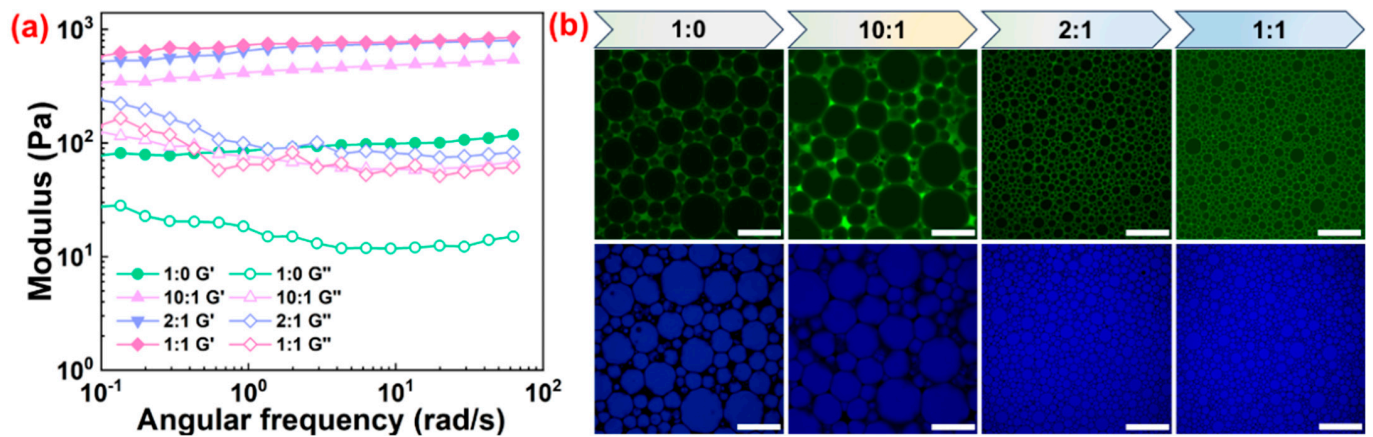 (a)
Modulus (Pa)
10³
10²
10¹
10⁰
1:0 G' 1:0 G"
10:1 G' 10:1 G"
2:1 G' 2:1 G"
1:1 G' 1:1 G"
10⁻¹ 10⁰ 10¹ 10²
Angular frequency (rad/s)
(b)
1:0 10:1 2:1 1:1